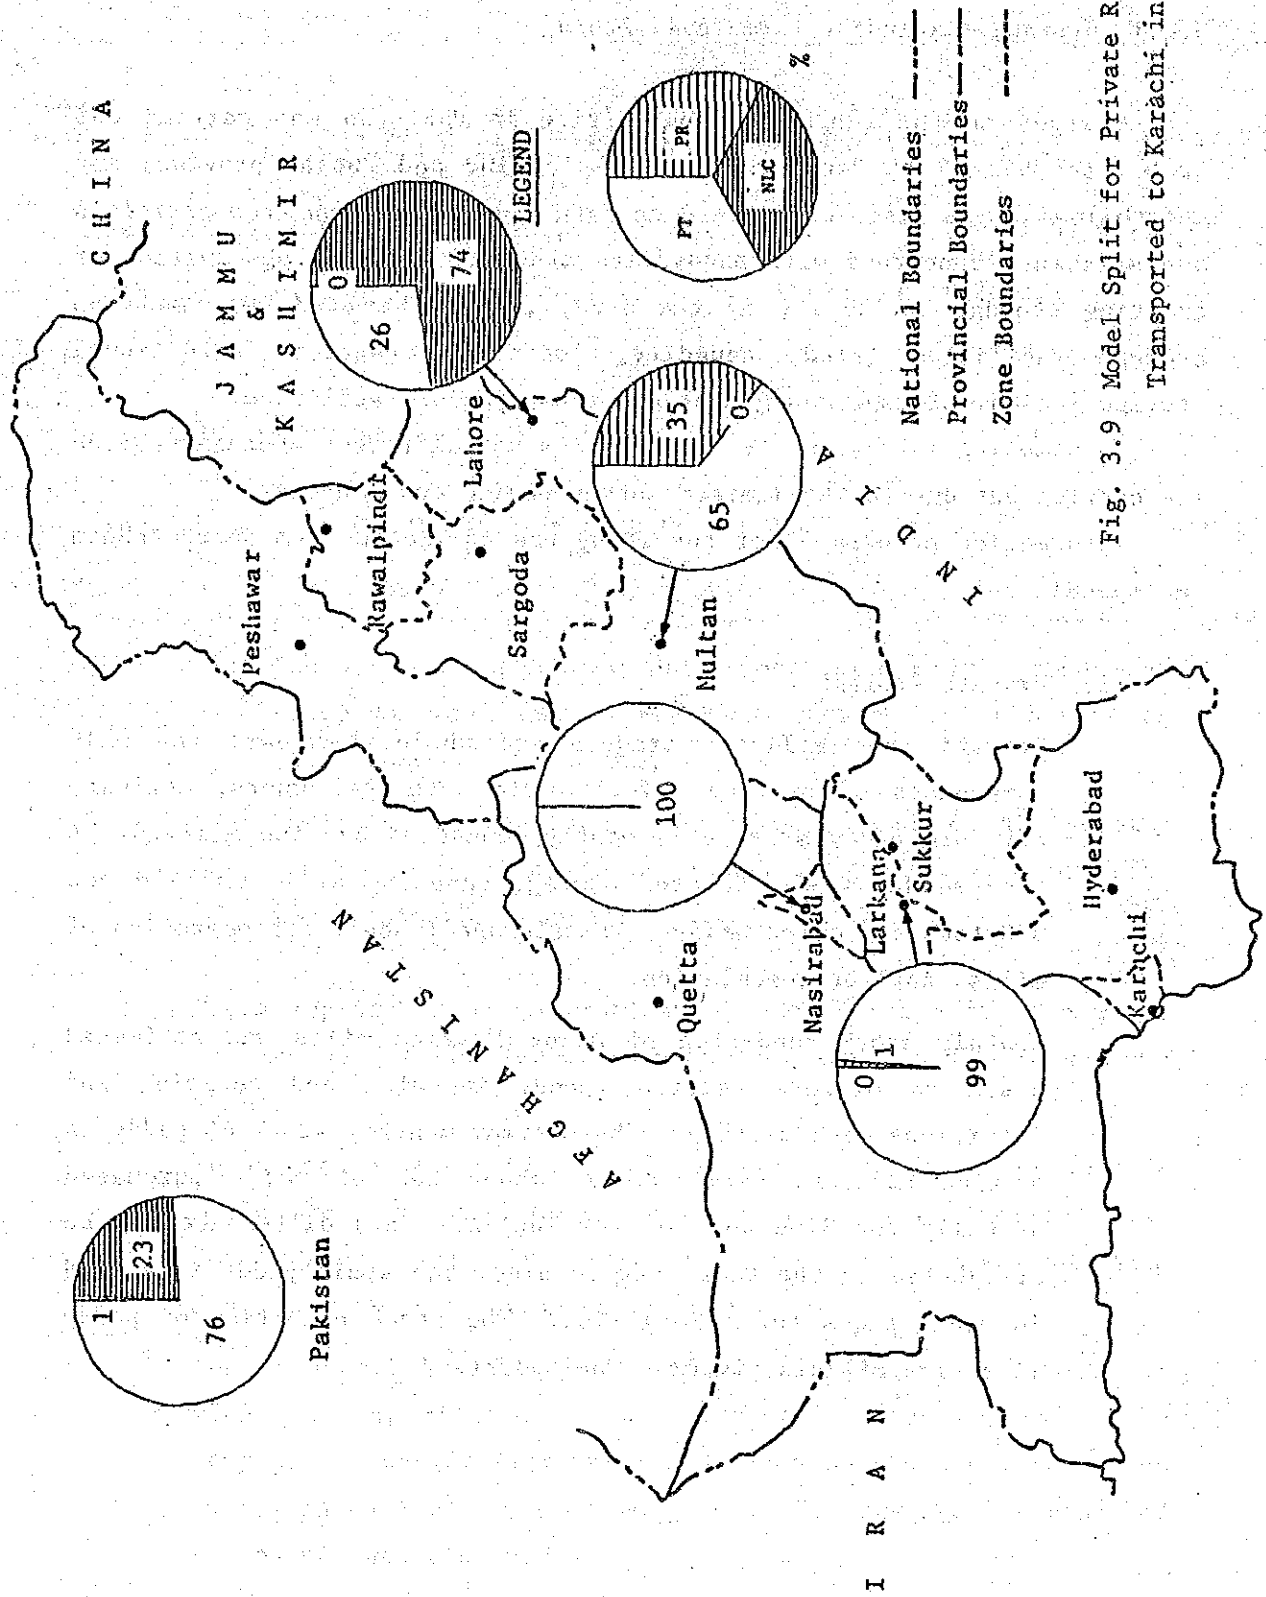 CHINA
JAMMU
&
KASHIMIR
Peshawar
Rawalpindi
Sargoda
Lahore
0
26
74
LEGEND
PT
PR
NLC
%
35
0
65
Multan
INDIA
100
AFGHANISTAN
Quetta
Nasirabad
Larkana
Sukkur
Hyderabad
Karachi
0
1
99
1
23
76
Pakistan
IRAN
National Boundaries
Provincial Boundaries
Zone Boundaries
Fig. 3.9 Model Split for Private R
Transported to Karachi in